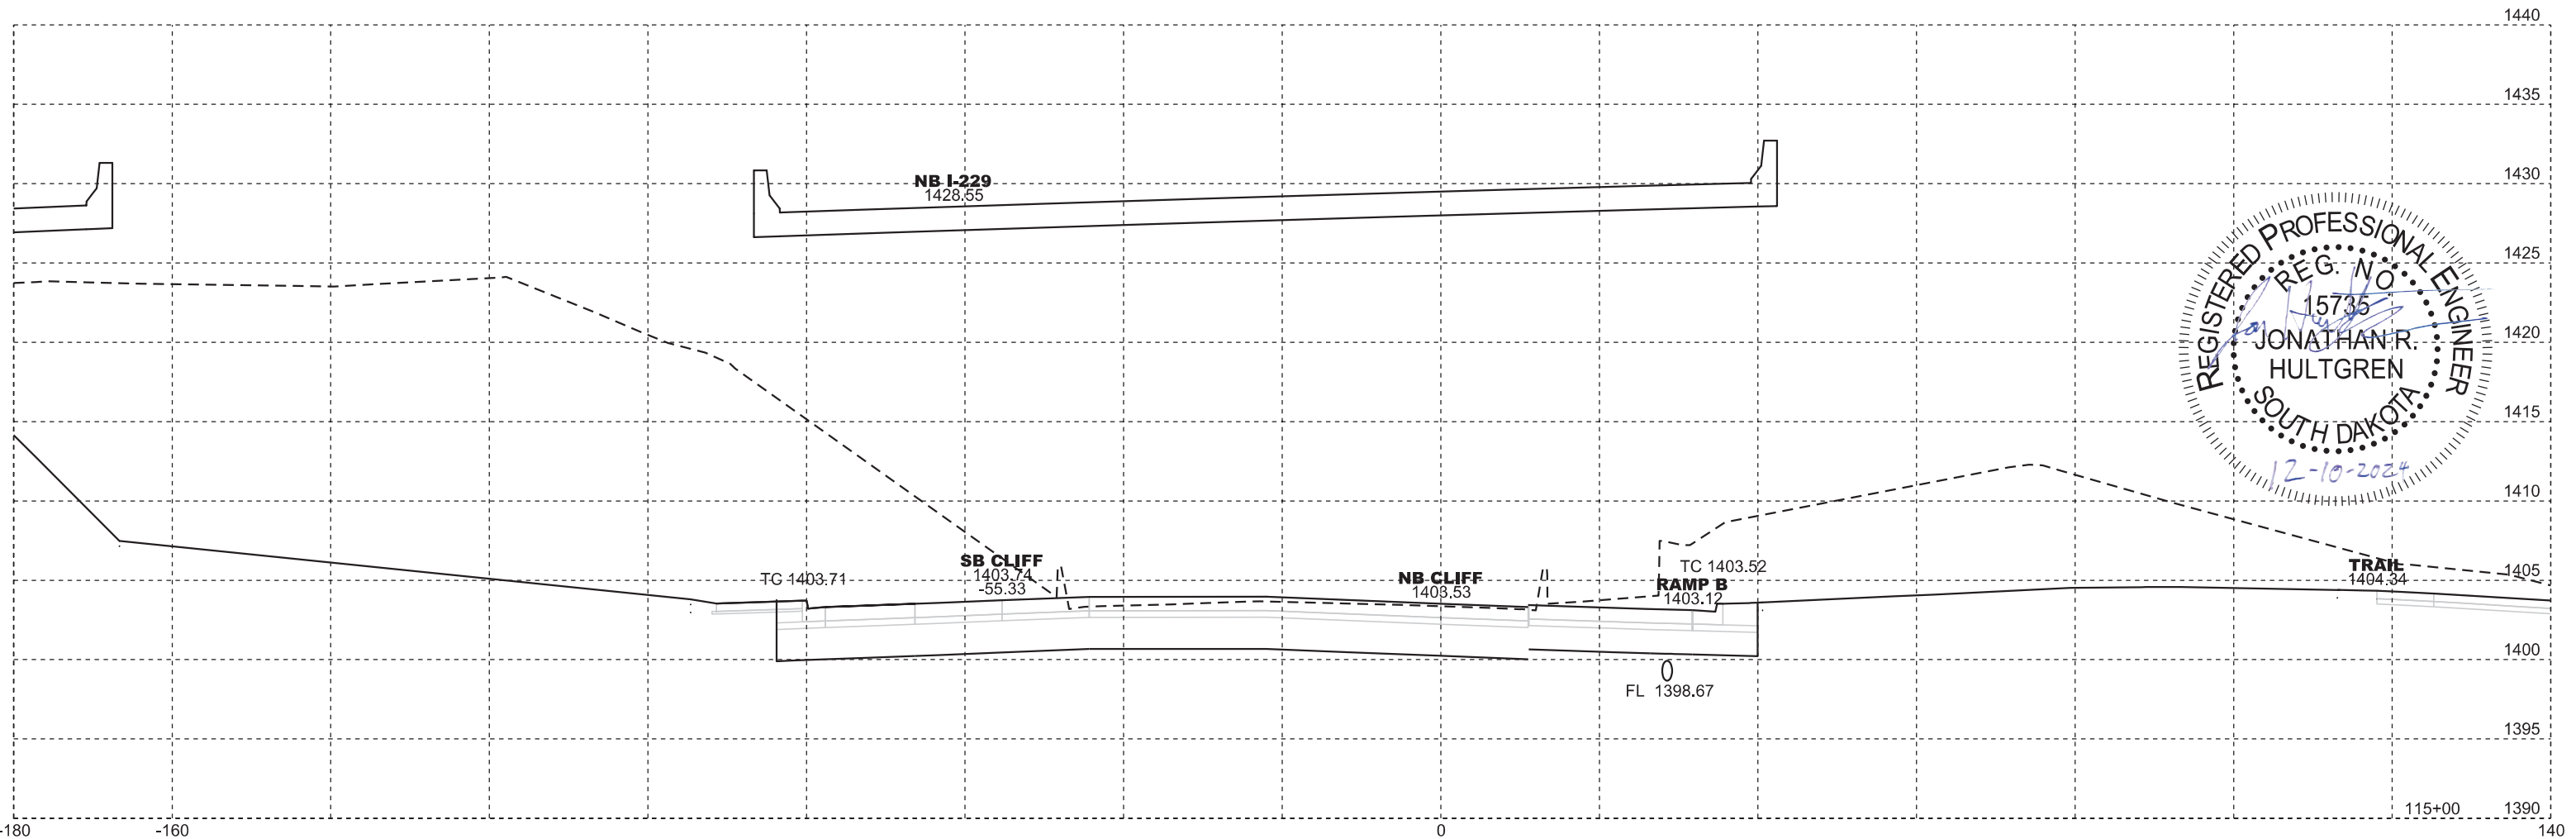 1440
1435
1430
1425
1420
1415
1410
1405
1400
1395
1390
NB I-229
1428.55
TC 1403.71
SB CLIFF
1403.74
-55.33
NB CLIFF
1403.53
TC 1403.52
RAMP B
1403.12
FL 1398.67
TRAIL
1404.34
REGISTERED PROFESSIONAL ENGINEER
REG. NO.
15735
JONATHAN R.
HULTGREN
SOUTH DAKOTA
12-10-2024
115+00
-180
-160
0
140